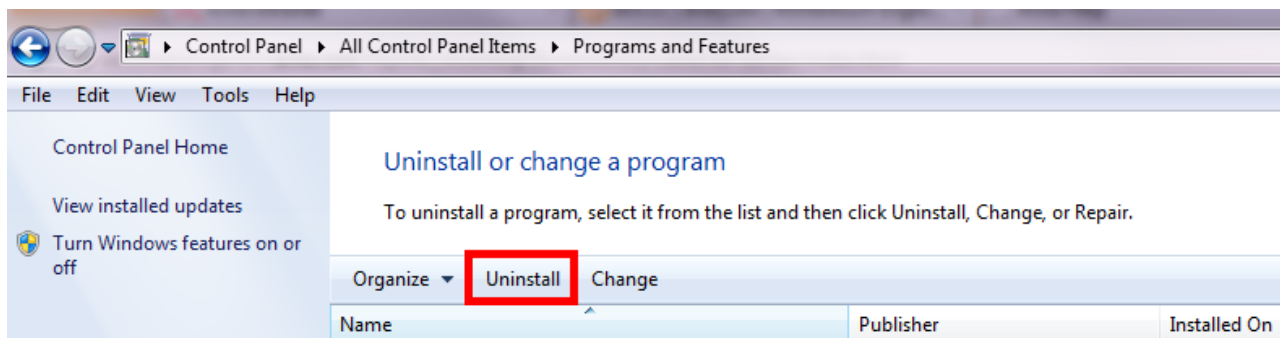 Control Panel ▸ All Control Panel Items ▸ Programs and Features
File Edit View Tools Help
Control Panel Home
View installed updates
Turn Windows features on or
off
Uninstall or change a program
To uninstall a program, select it from the list and then click Uninstall, Change, or Repair.
Organize Uninstall Change
Name Publisher Installed On